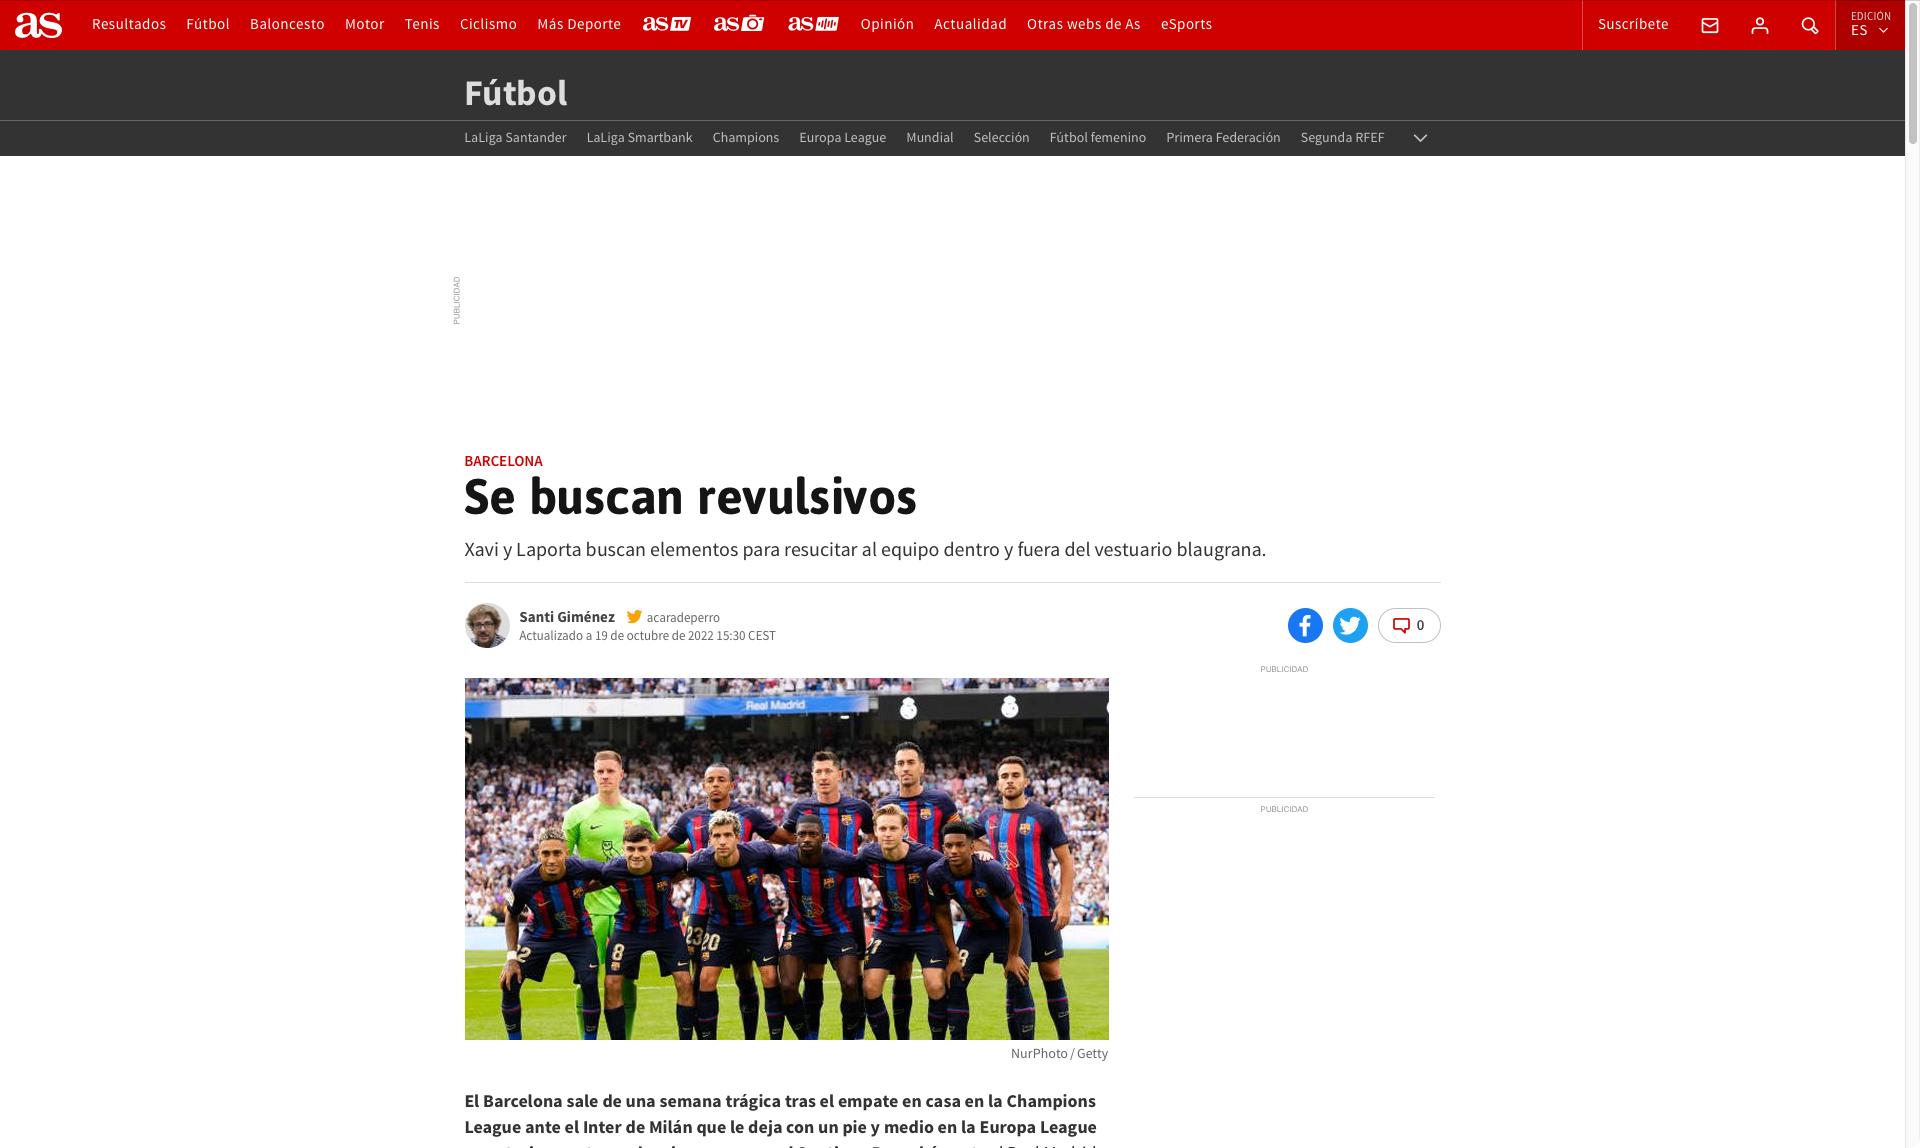 as Resultados Fútbol Baloncesto Motor Tenis Ciclismo Más Deporte as TV as as Opinión Actualidad Otras webs de As eSports Suscríbete EDICIÓN
ES
Fútbol
LaLiga Santander LaLiga Smartbank Champions Europa League Mundial Selección Fútbol femenino Primera Federación Segunda RFEF
PUBLICIDAD
BARCELONA
Se buscan revulsivos
Xavi y Laporta buscan elementos para resucitar al equipo dentro y fuera del vestuario blaugrana.
Santi Giménez acaradeperro
Actualizado a 19 de octubre de 2022 15:30 CEST
0
PUBLICIDAD
Real Madrid
PUBLICIDAD
22 8 23 20 21
NurPhoto / Getty
El Barcelona sale de una semana trágica tras el empate en casa en la Champions
League ante el Inter de Milán que le deja con un pie y medio en la Europa League